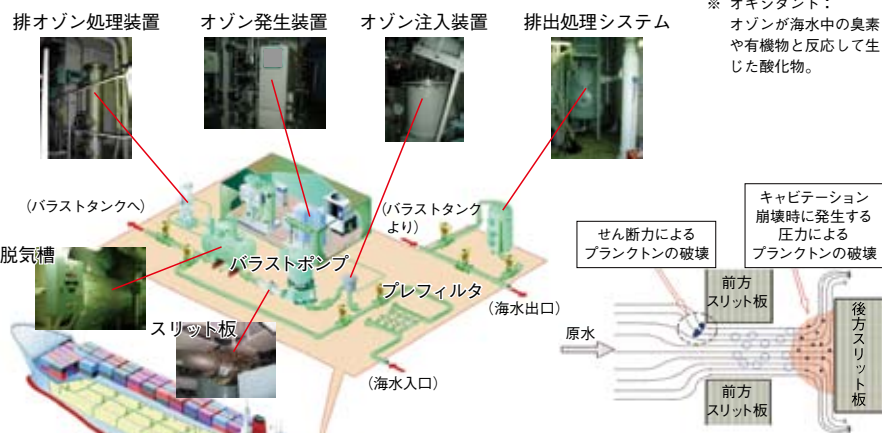 排オゾン処理装置
オゾン発生装置
オゾン注入装置
排出処理システム
※ オキシダント：
オゾンが海水中の臭素
や有機物と反応して生
じた酸化物。
(バラストタンクへ)
(バラストタンク
より)
脱気槽
バラストポンプ
プレフィルタ
スリット板
(海水出口)
(海水入口)
せん断力による
プランクトンの破壊
キャビテーション
崩壊時に発生する
圧力による
プランクトンの破壊
前方
スリット板
原水
後方スリット板
前方
スリット板